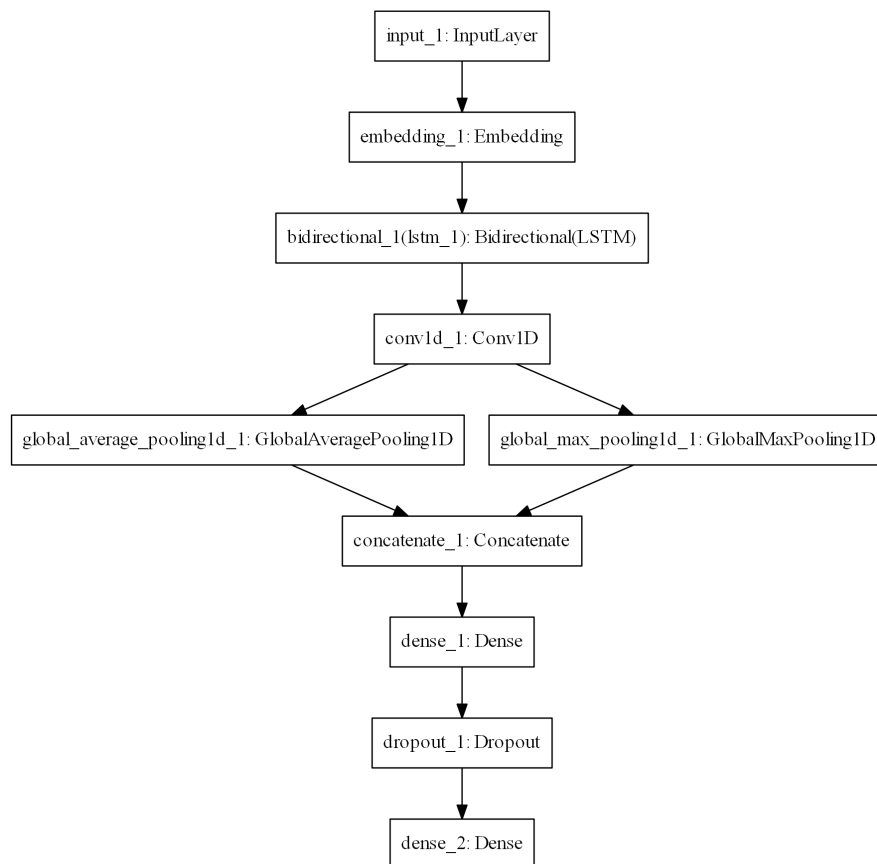 input_1: InputLayer
embedding_1: Embedding
bidirectional_1(lstm_1): Bidirectional(LSTM)
conv1d_1: Conv1D
global_average_pooling1d_1: GlobalAveragePooling1D
global_max_pooling1d_1: GlobalMaxPooling1D
concatenate_1: Concatenate
dense_1: Dense
dropout_1: Dropout
dense_2: Dense